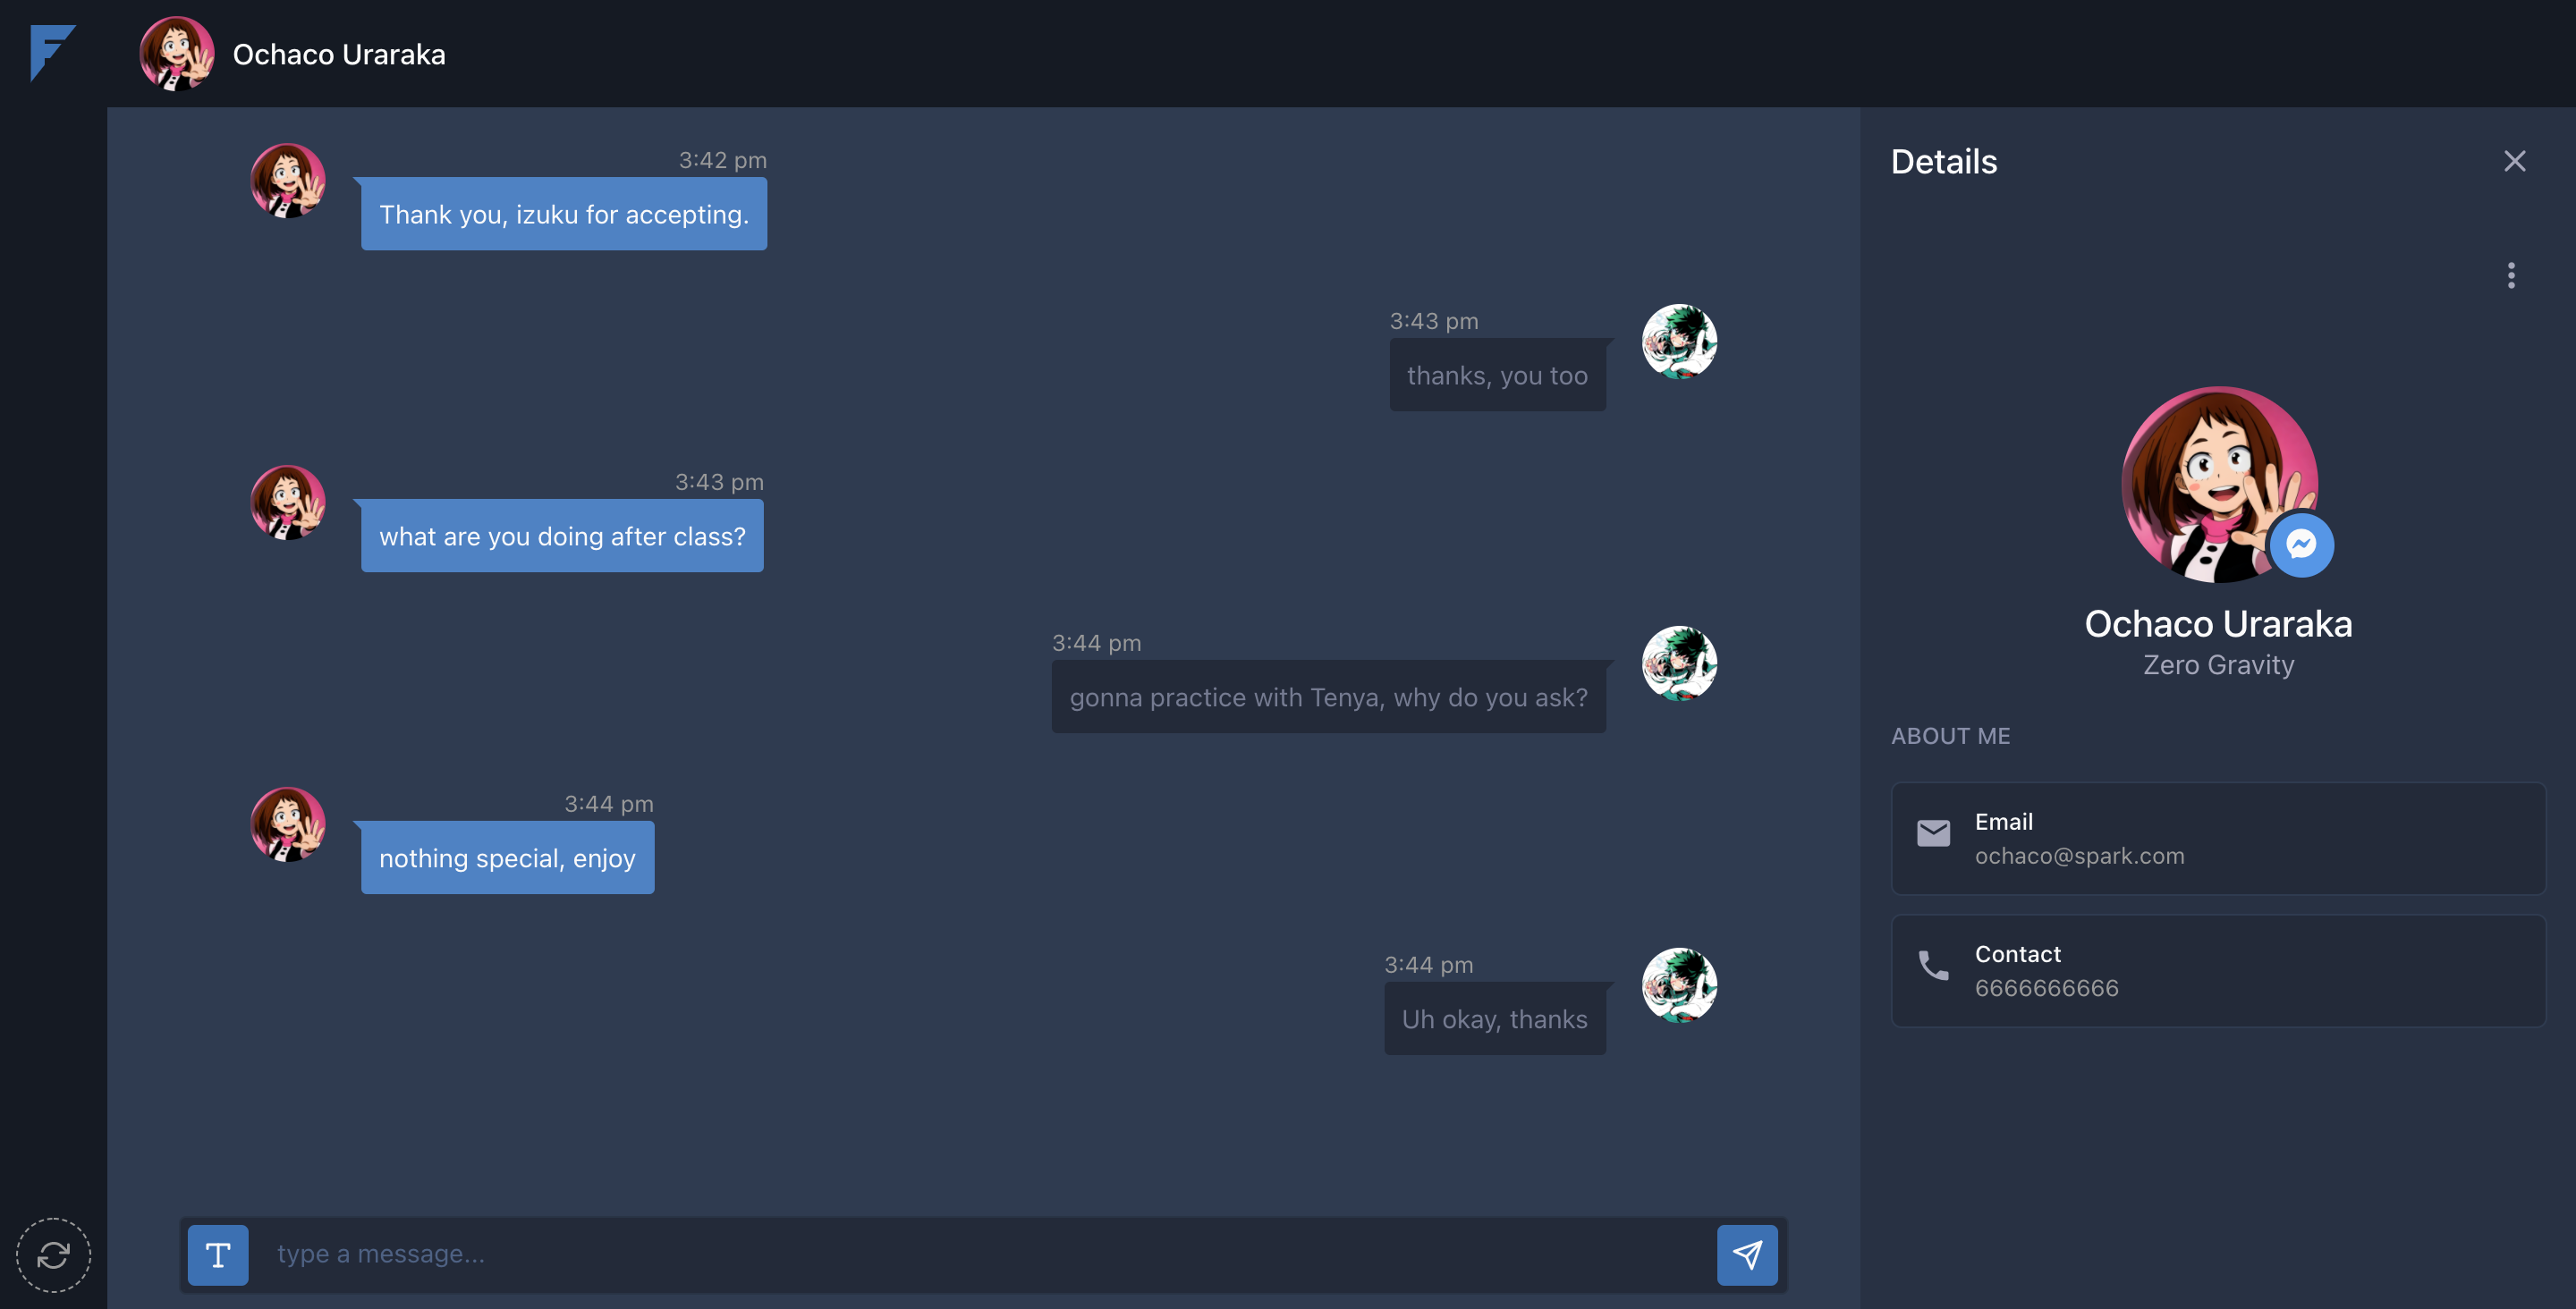 Ochaco Uraraka
3:42 pm
Thank you, izuku for accepting.
3:43 pm
thanks, you too
3:43 pm
what are you doing after class?
3:44 pm
gonna practice with Tenya, why do you ask?
3:44 pm
nothing special, enjoy
3:44 pm
Uh okay, thanks
type a message...
Details
Ochaco Uraraka
Zero Gravity
ABOUT ME
Email
ochaco@spark.com
Contact
6666666666